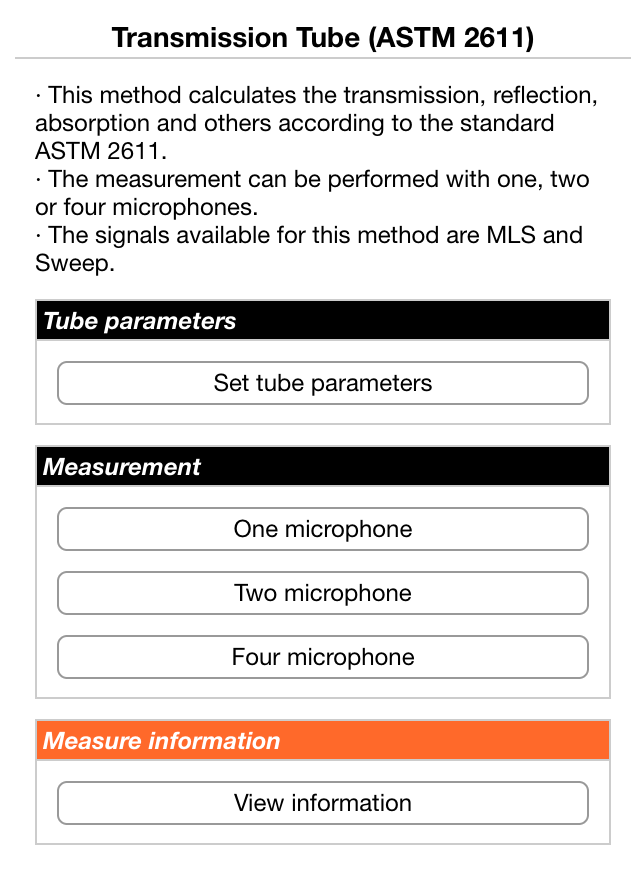 Transmission Tube (ASTM 2611)
· This method calculates the transmission, reflection,
absorption and others according to the standard
ASTM 2611.
· The measurement can be performed with one, two
or four microphones.
· The signals available for this method are MLS and
Sweep.
Tube parameters
Set tube parameters
Measurement
One microphone
Two microphone
Four microphone
Measure information
View information